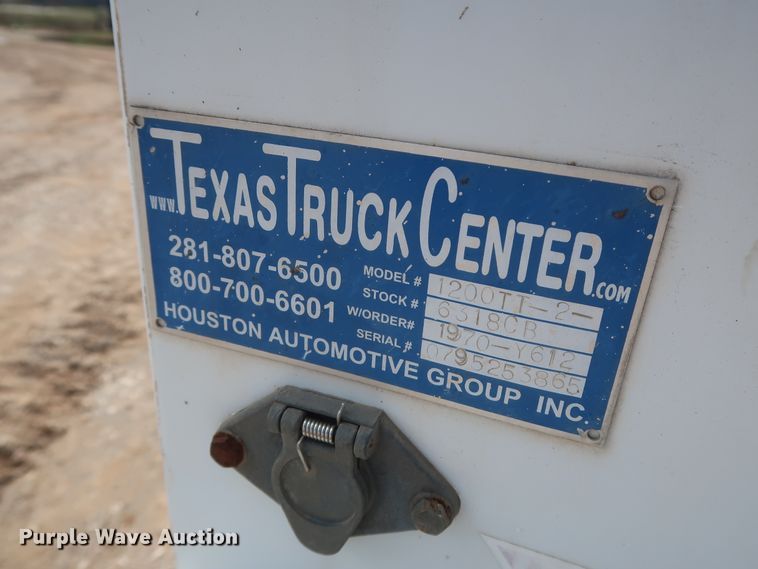 www.TEXASTRUCKCENTER.com
281-807-6500
800-700-6601
MODEL # 1200TT-2-
STOCK # 6318CR
W/ORDER# 1970-Y612
SERIAL # 0795253865
HOUSTON AUTOMOTIVE GROUP INC.
Purple Wave Auction